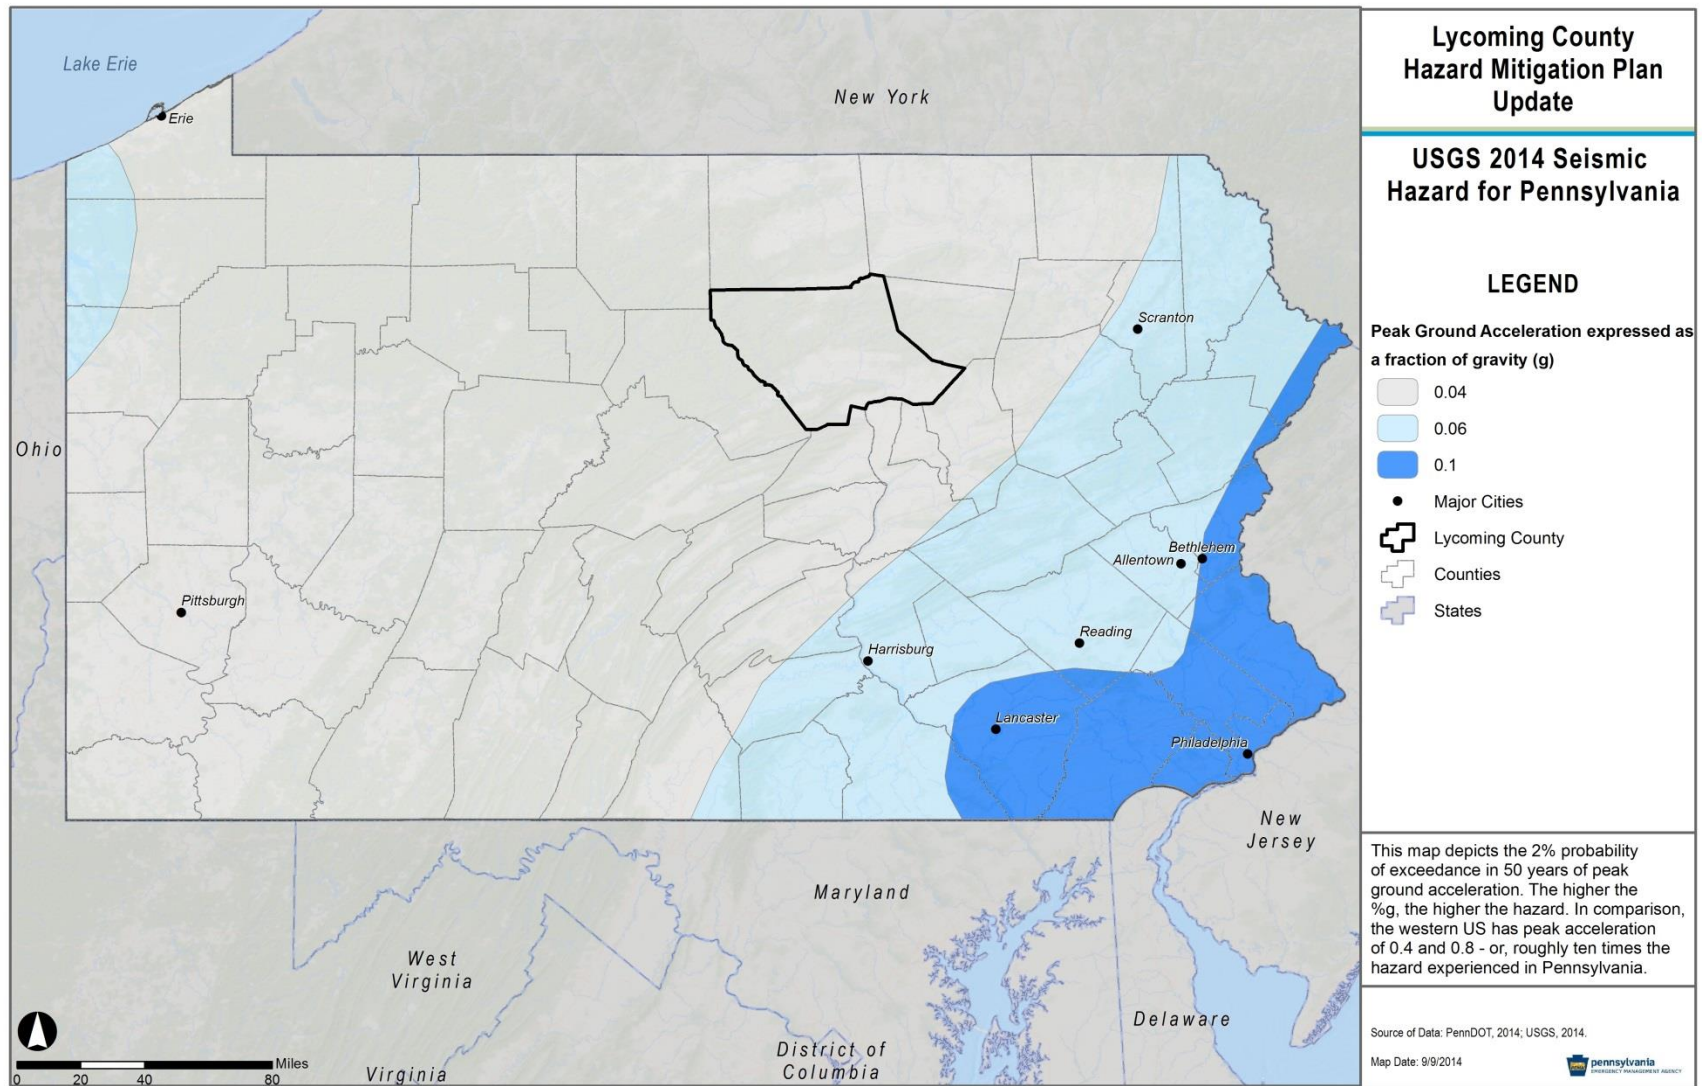 Lake Erie
Erie
New York
Scranton
Ohio
Bethlehem
Allentown
Pittsburgh
Reading
Harrisburg
Lancaster
Philadelphia
New
Jersey
Maryland
West
Virginia
Delaware
District of
Columbia
Virginia
Miles
0 20 40 80
Lycoming County
Hazard Mitigation Plan
Update
USGS 2014 Seismic
Hazard for Pennsylvania
LEGEND
Peak Ground Acceleration expressed as
a fraction of gravity (g)
0.04
0.06
0.1
Major Cities
Lycoming County
Counties
States
This map depicts the 2% probability
of exceedance in 50 years of peak
ground acceleration. The higher the
%g, the higher the hazard. In comparison,
the western US has peak acceleration
of 0.4 and 0.8 - or, roughly ten times the
hazard experienced in Pennsylvania.
Source of Data: PennDOT, 2014; USGS, 2014.
Map Date: 9/9/2014
pennsylvania
EMERGENCY MANAGEMENT AGENCY